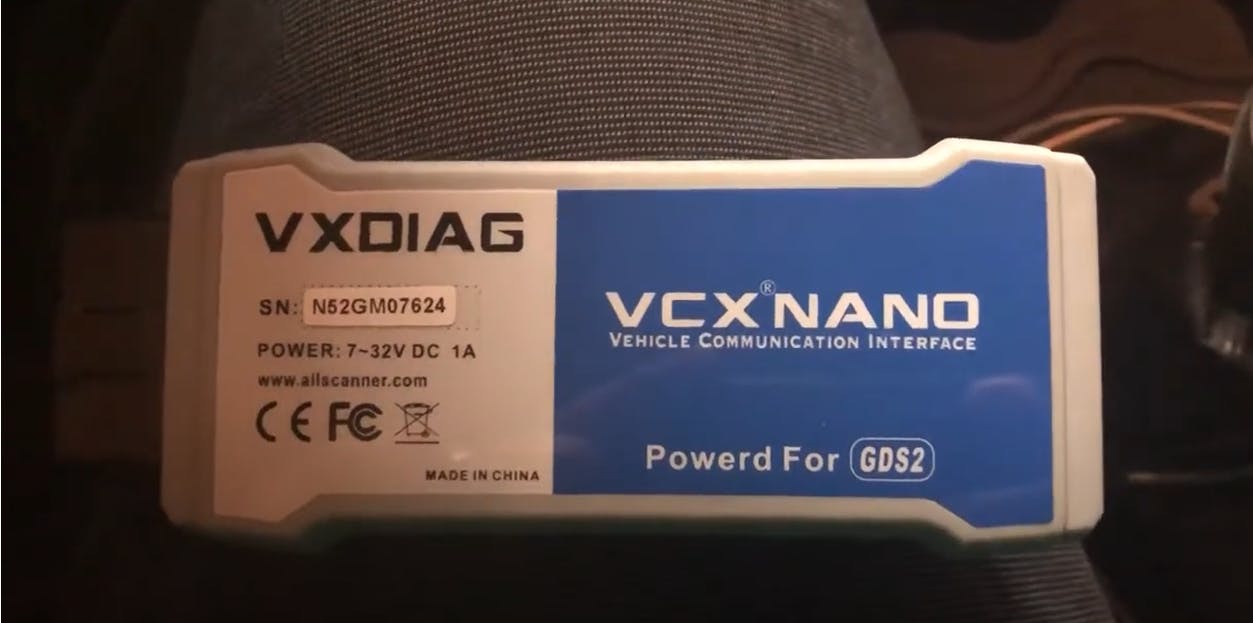 VXDIAG
SN: N52GM07624
POWER: 7~32V DC 1A
www.allscanner.com
CE FC
MADE IN CHINA
VCX®NANO
VEHICLE COMMUNICATION INTERFACE
Powerd For GDS2